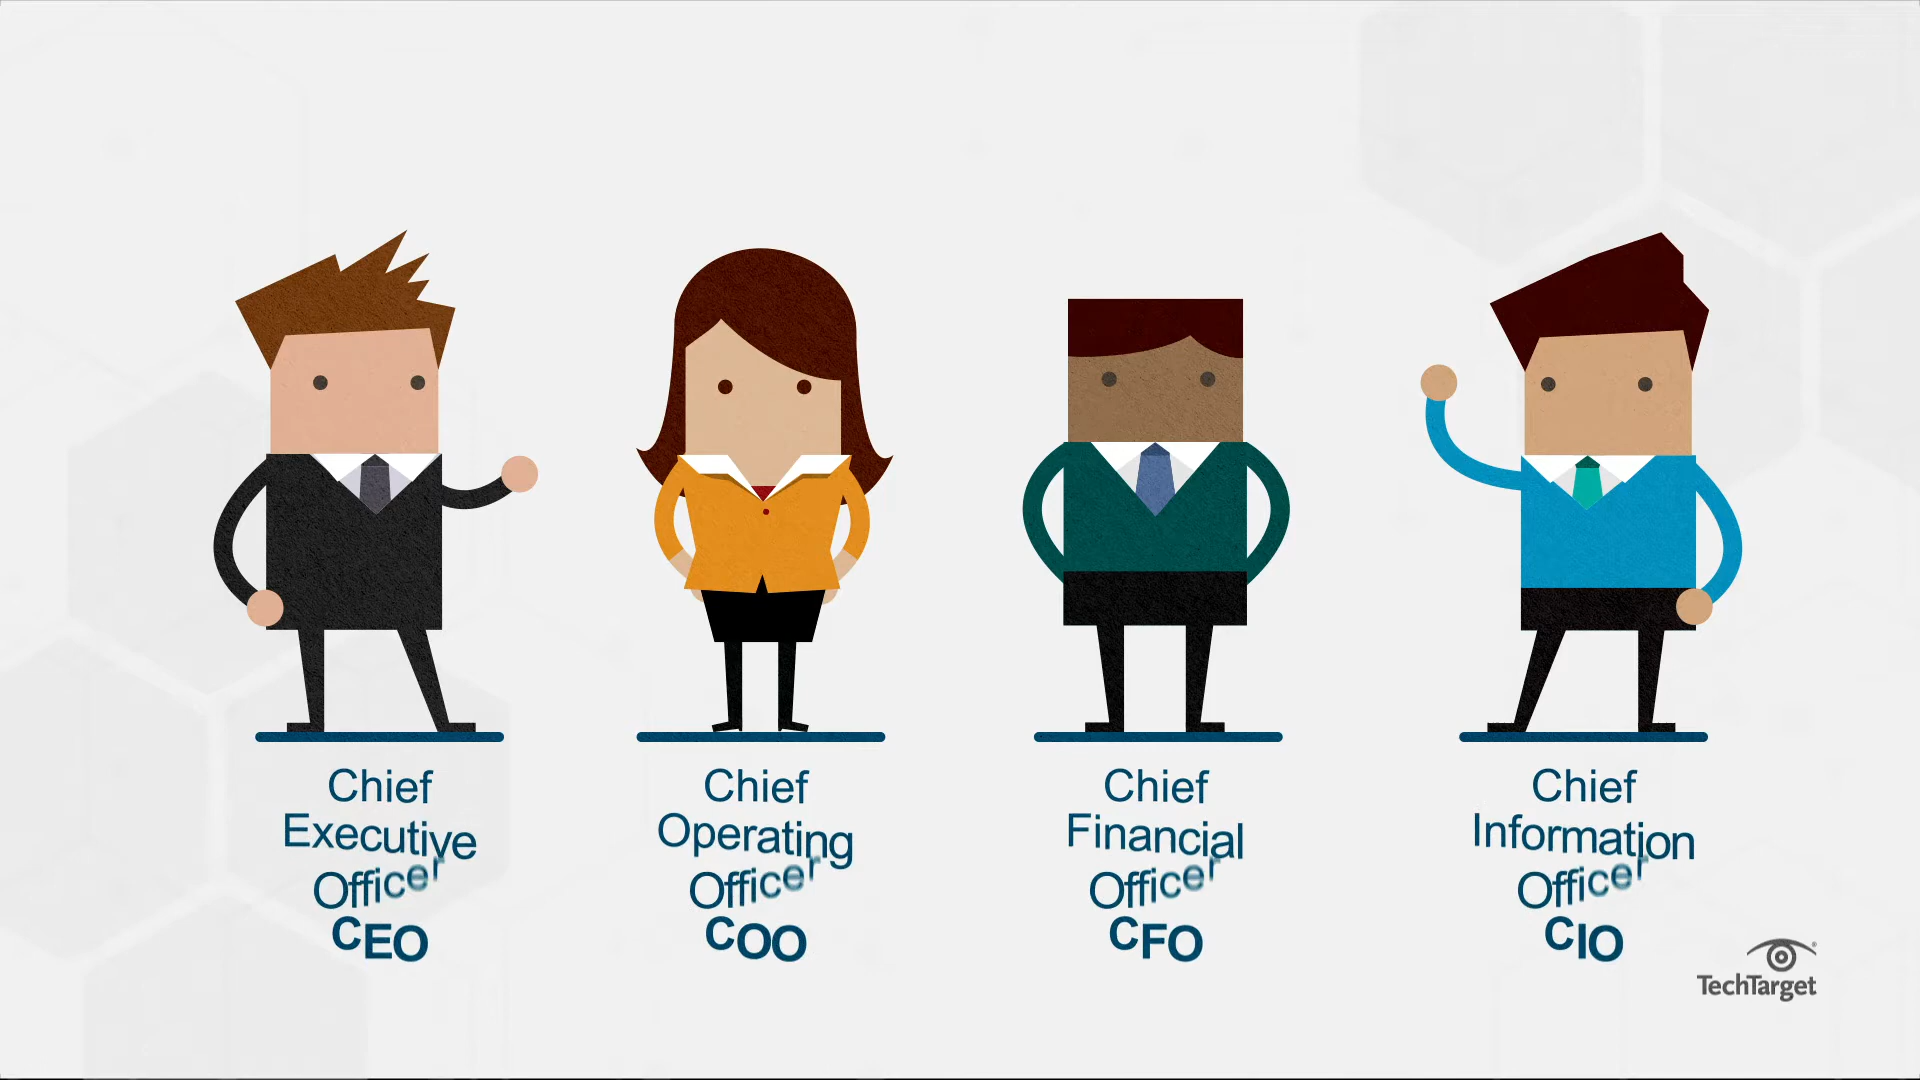 Chief
Executive
Officer
CEO
Chief
Operating
Officer
COO
Chief
Financial
Officer
CFO
Chief
Information
Officer
CIO
TechTarget